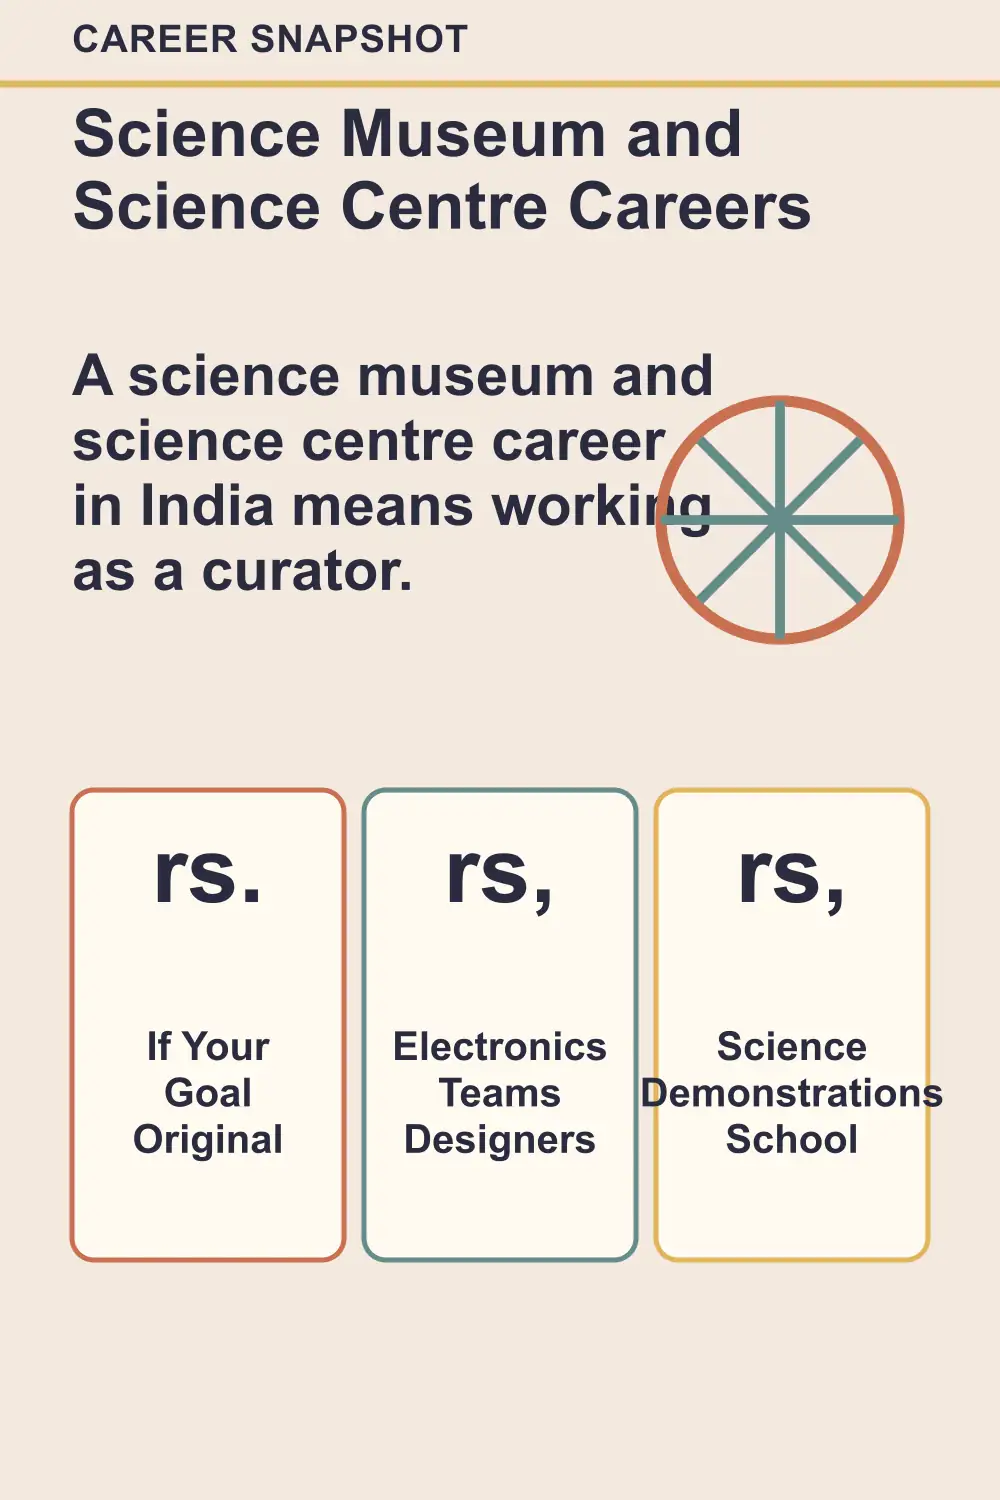 CAREER SNAPSHOT
Science Museum and
Science Centre Careers
A science museum and
science centre career
in India means working
as a curator.
rs.
If Your
Goal
Original
rs,
Electronics
Teams
Designers
rs,
Science
Demonstrations
School